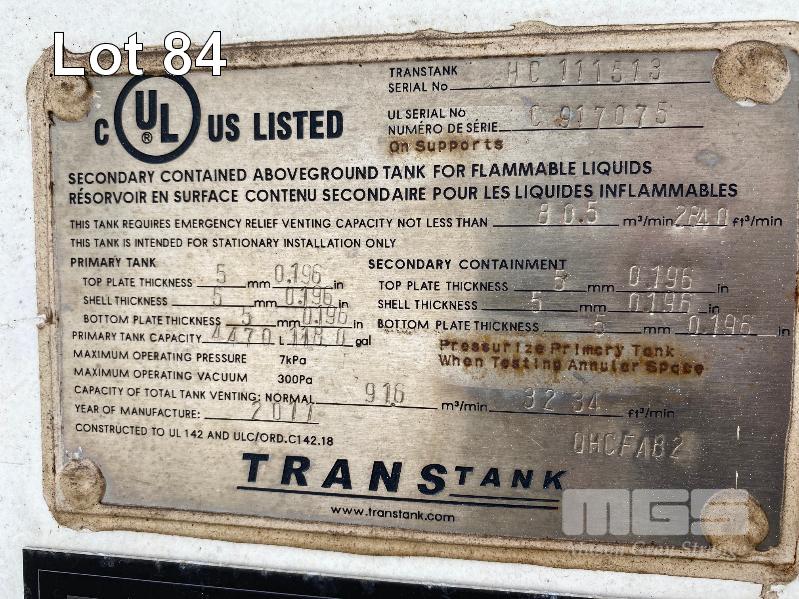 Lot 84
C UL ® US LISTED
TRANSTANK
SERIAL No HC 111513
UL SERIAL No
NUMÉRO DE SÉRIE C 917075
On Supports
SECONDARY CONTAINED ABOVEGROUND TANK FOR FLAMMABLE LIQUIDS
RÉSORVOIR EN SURFACE CONTENU SECONDAIRE POUR LES LIQUIDES INFLAMMABLES
THIS TANK REQUIRES EMERGENCY RELIEF VENTING CAPACITY NOT LESS THAN 80.5 m³/min 2840 ft³/min
THIS TANK IS INTENDED FOR STATIONARY INSTALLATION ONLY
PRIMARY TANK
TOP PLATE THICKNESS 5 mm 0.196 in
SHELL THICKNESS 5 mm 0.196 in
BOTTOM PLATE THICKNESS 5 mm 0.196 in
PRIMARY TANK CAPACITY 4470 L 1180 gal
MAXIMUM OPERATING PRESSURE 7kPa
MAXIMUM OPERATING VACUUM 300Pa
SECONDARY CONTAINMENT
TOP PLATE THICKNESS 5 mm 0.196 in
SHELL THICKNESS 5 mm 0.196 in
BOTTOM PLATE THICKNESS 5 mm 0.196 in
Pressurize Primary Tank
When Testing Annular Space
CAPACITY OF TOTAL TANK VENTING: NORMAL 916 m³/min 3234 ft³/min
YEAR OF MANUFACTURE: 2011
CONSTRUCTED TO UL 142 AND ULC/ORD.C142.18
TRANSTANK
www.transtank.com
MGS